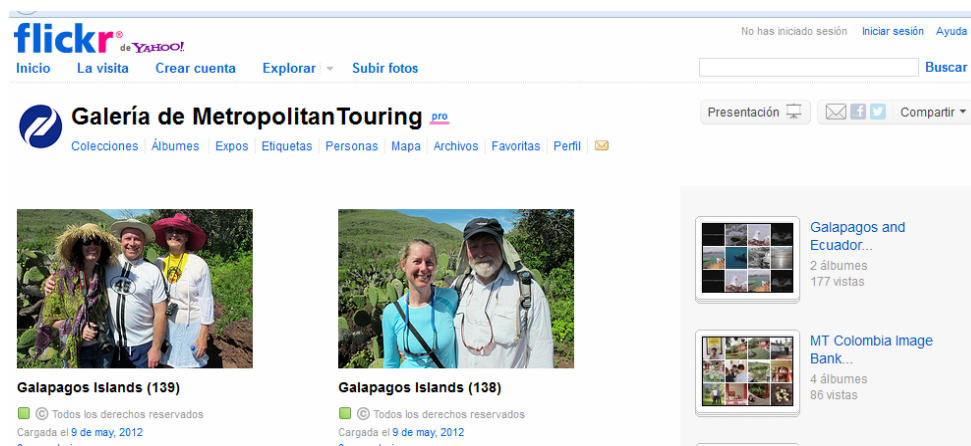 flickr® de YAHOO!
No has iniciado sesión Iniciar sesión Ayuda
Inicio La visita Crear cuenta Explorar Subir fotos
Buscar
Galería de MetropolitanTouring pro
Presentación Compartir
Colecciones Álbumes Expos Etiquetas Personas Mapa Archivos Favoritas Perfil
Galapagos Islands (139)
© Todos los derechos reservados
Cargada el 9 de may, 2012
Galapagos Islands (138)
© Todos los derechos reservados
Cargada el 9 de may, 2012
Galapagos and
Ecuador...
2 álbumes
177 vistas
MT Colombia Image
Bank...
4 álbumes
86 vistas